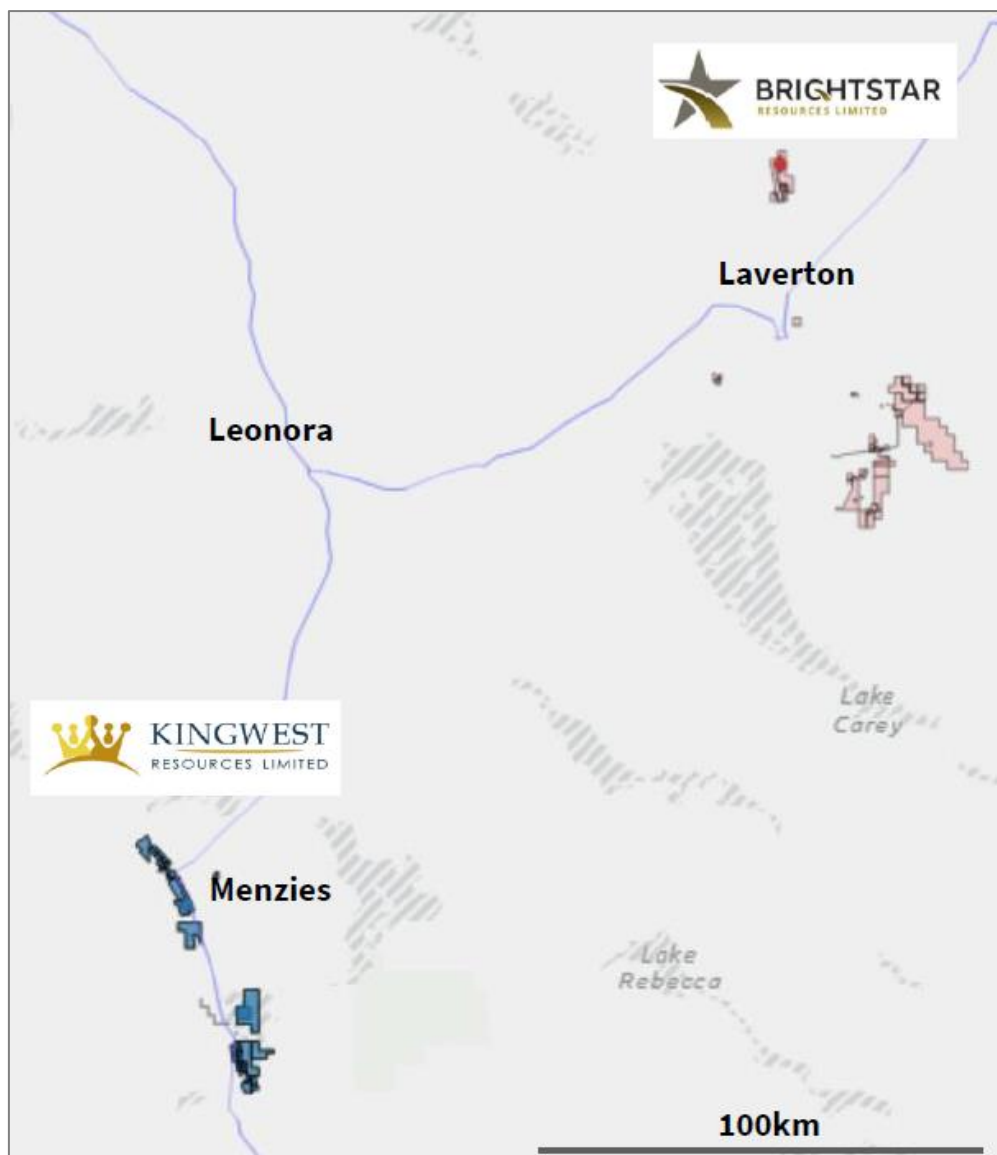 BRIGHTSTAR
RESOURCES LIMITED
Laverton
Leonora
Lake
Carey
KINGWEST
RESOURCES LIMITED
Menzies
Lake
Rebecca
100km